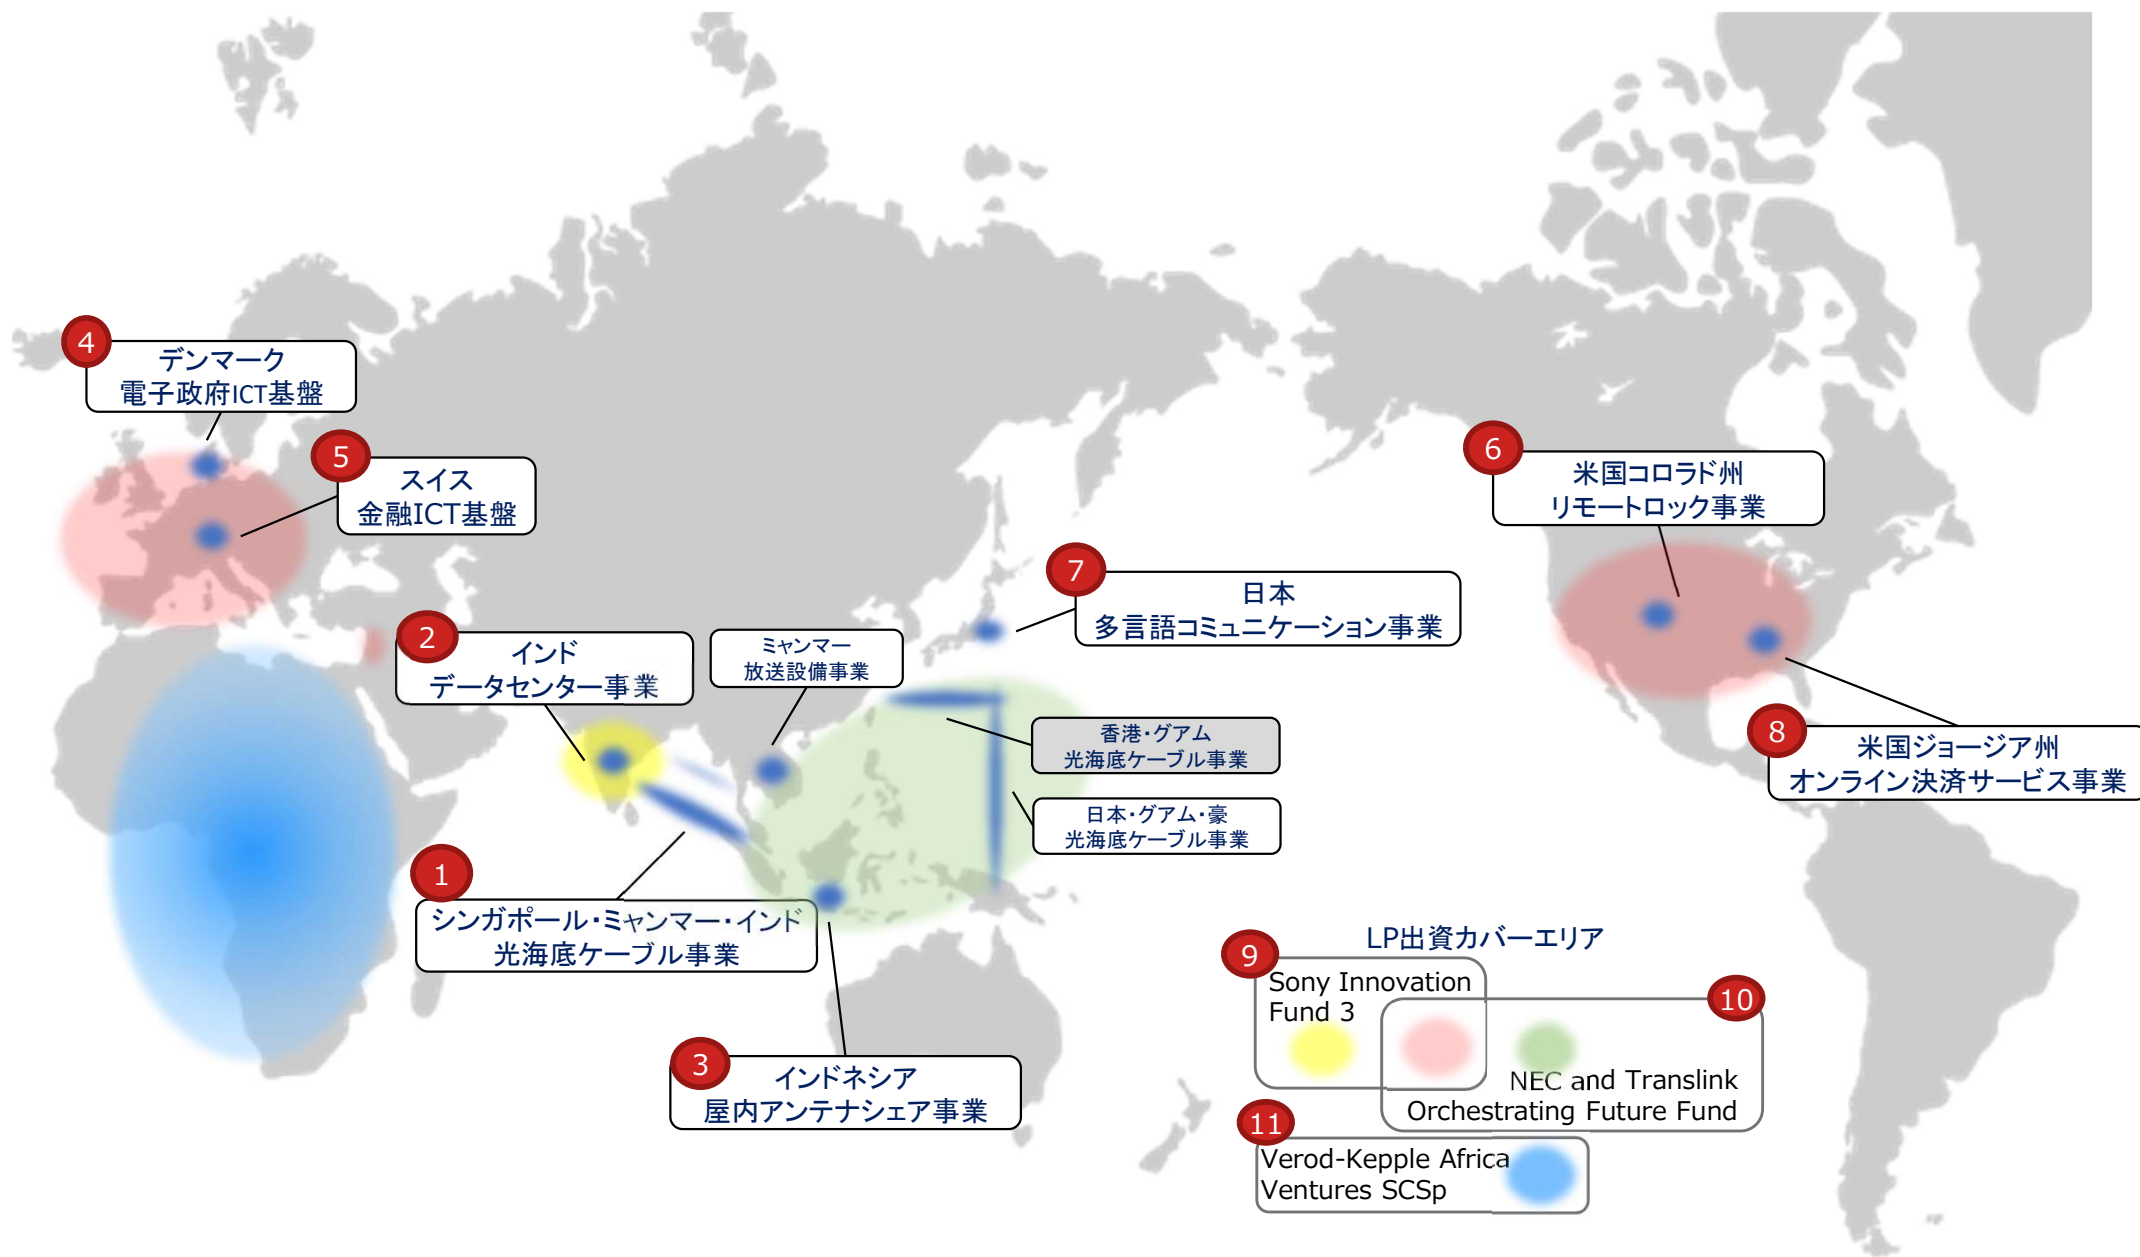 4
デンマーク
電子政府ICT基盤
5
スイス
金融ICT基盤
6
米国コロラド州
リモートロック事業
7
日本
多言語コミュニケーション事業
2
インド
データセンター事業
ミャンマー
放送設備事業
香港・グアム
光海底ケーブル事業
8
米国ジョージア州
オンライン決済サービス事業
日本・グアム・豪
光海底ケーブル事業
1
シンガポール・ミャンマー・インド
光海底ケーブル事業
3
インドネシア
屋内アンテナシェア事業
LP出資カバーエリア
9
Sony Innovation
Fund 3
10
NEC and Translink
Orchestrating Future Fund
11
Verod-Kepple Africa
Ventures SCSp